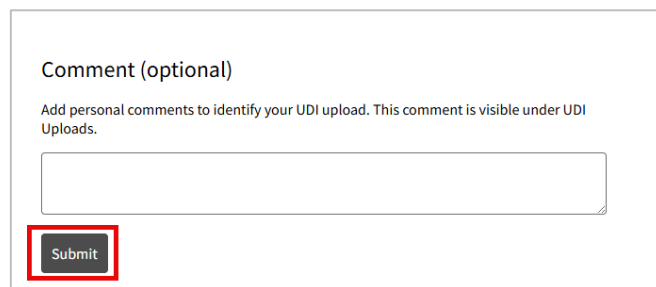 Comment (optional)
Add personal comments to identify your UDI upload. This comment is visible under UDI
Uploads.
Submit